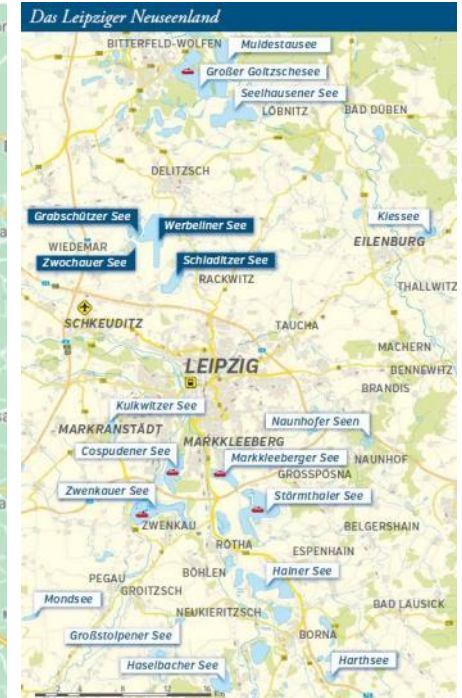 Das Leipziger Neuseenland
BITTERFELD-WOLFEN
Muldestausee
Großer Goitzschesee
Seelhausener See
LÖBNITZ
BAD DÜBEN
DELITZSCH
Grabschützer See
Werbeliner See
Kiessee
WIEDEMAR
EILENBURG
Zwochauer See
Schladitzer See
RACKWITZ
THALLWITZ
SCHKEUDITZ
TAUCHA
MACHERN
LEIPZIG
BENNEWITZ
BRANDIS
Kulkwitzer See
Naunhofer Seen
MARKRANSTÄDT
MARKKLEEBERG
Cospudener See
Markkleeberger See
NAUNHOF
GROSSPÖSNA
Zwenkauer See
Störmthaler See
ZWENKAU
BELGERSHAIN
RÖTHA
ESPENHAIN
BÖHLEN
Hainer See
PEGAU
GROITZSCH
Mondsee
NEUKIERITZSCH
BAD LAUSICK
Großstolpener See
BORNA
Haselbacher See
Harthsee